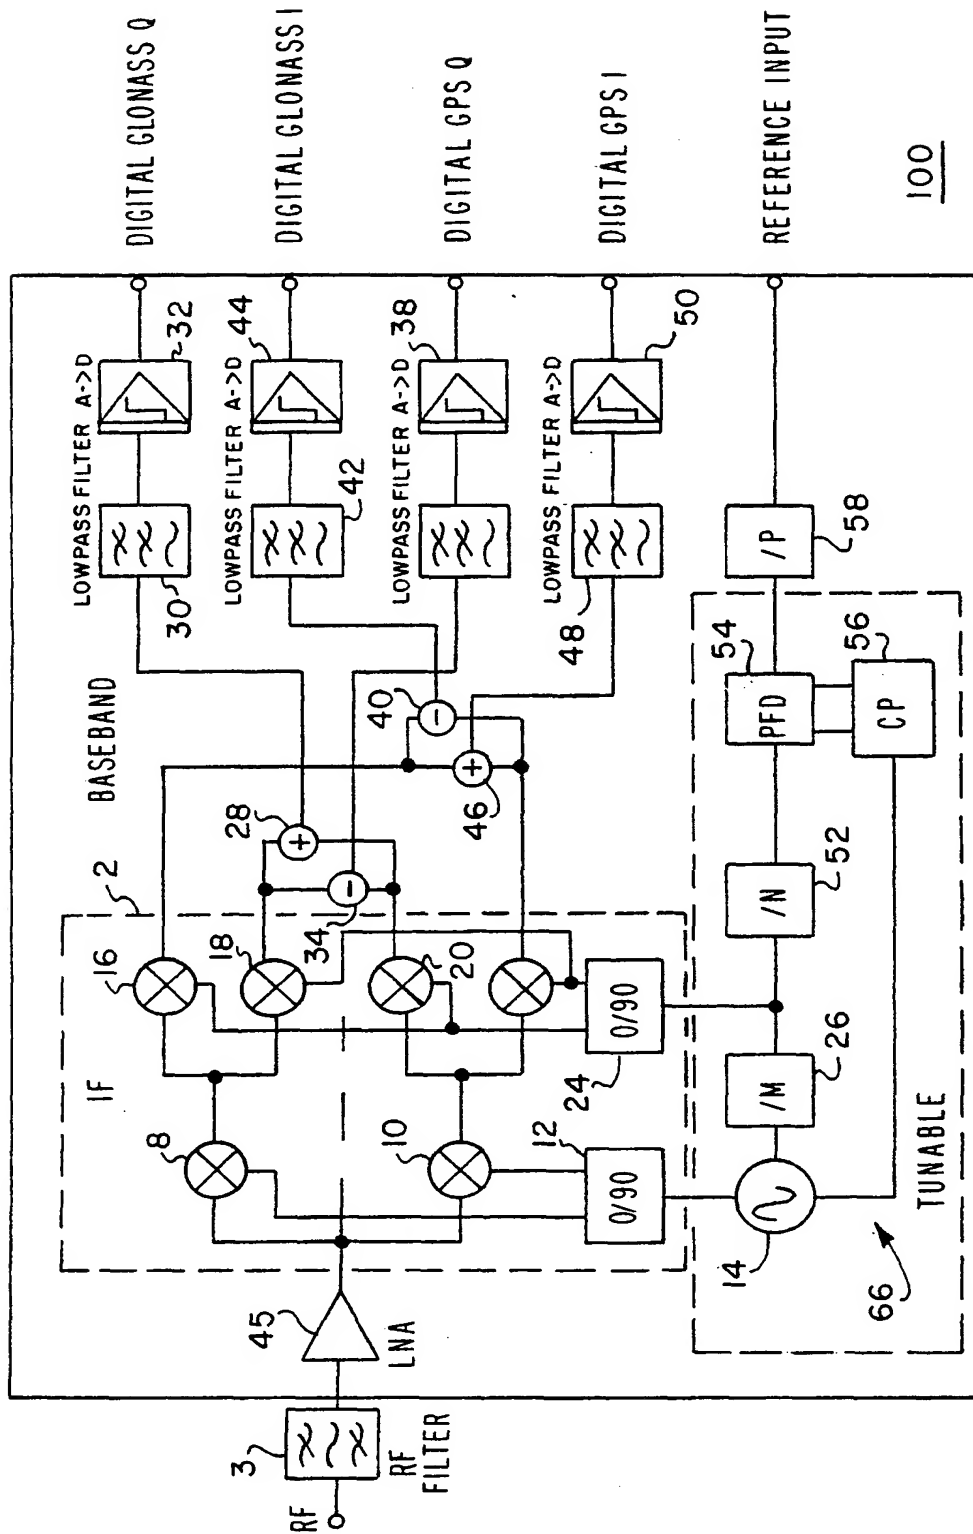 RF
3
RF FILTER
45
LNA
2
IF
BASEBAND
8
10
12
0/90
16
18
20
24
0/90
28
+
34
-
40
-
46
+
LOWPASS FILTER A->D
30
32
DIGITAL GLONASS Q
LOWPASS FILTER A->D
42
44
DIGITAL GLONASS I
LOWPASS FILTER A->D
38
DIGITAL GPS Q
LOWPASS FILTER A->D
48
50
DIGITAL GPS I
14
/M
26
/N
52
PFD
54
CP
56
/P
58
REFERENCE INPUT
66
TUNABLE
100